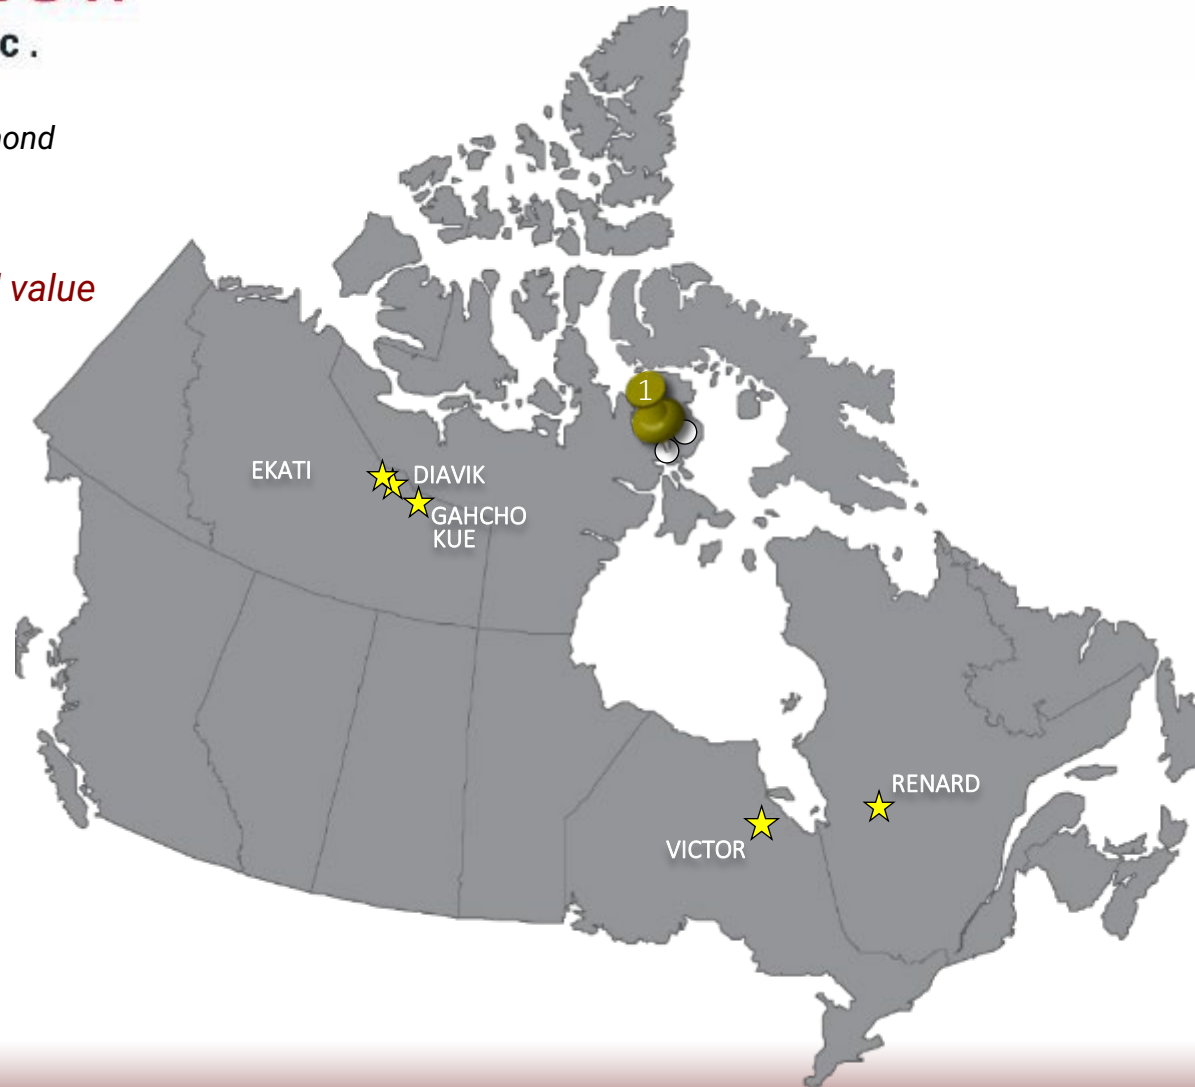 c.
ond
value
1
EKATI
DIAVIK
GAHCHO
KUE
RENARD
VICTOR